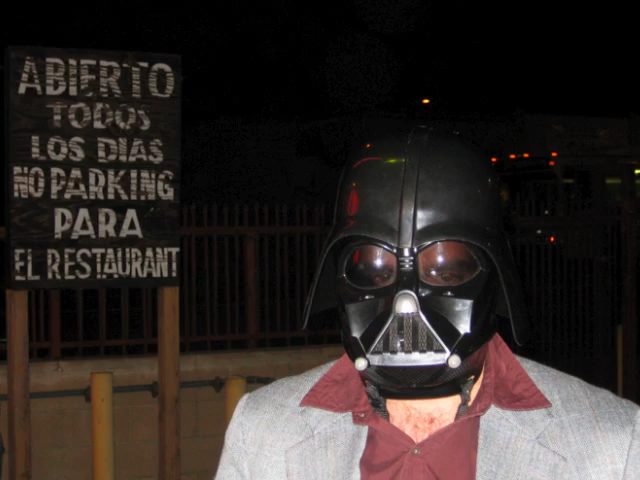 ABIERTO
TODOS
LOS DIAS
NO PARKING
PARA
EL RESTAURANT